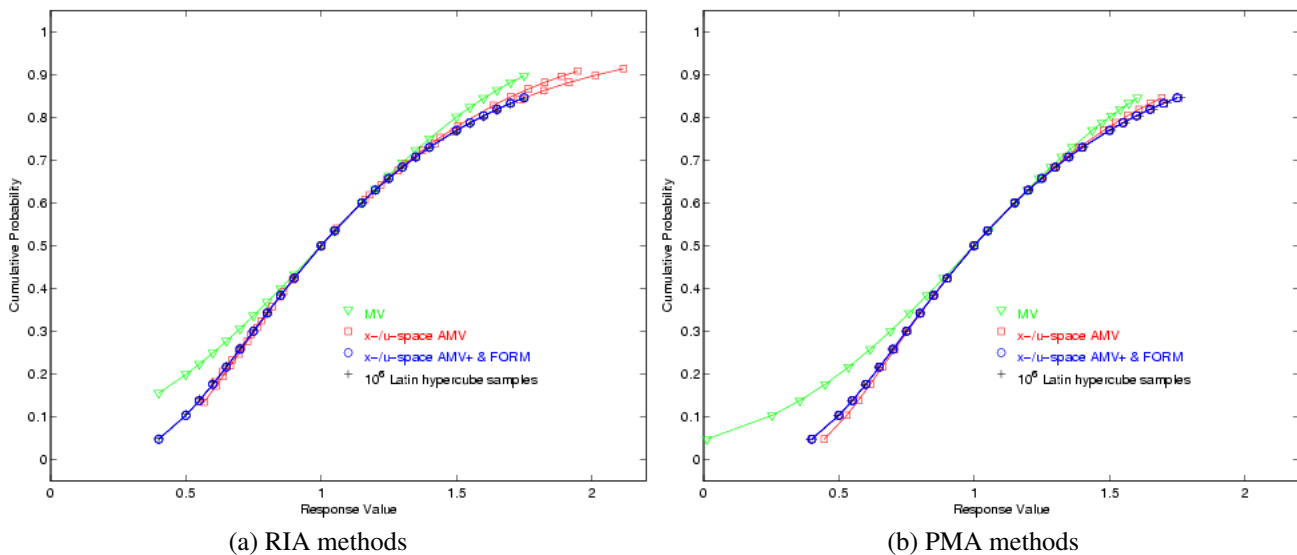 1
0.9
0.8
0.7
0.6
0.5
0.4
0.3
0.2
0.1
0
Cumulative Probability
MV
x-/u-space AMV
x-/u-space AMV+ & FORM
10^6 Latin hypercube samples
0 0.5 1 1.5 2
Response Value
(a) RIA methods
1
0.9
0.8
0.7
0.6
0.5
0.4
0.3
0.2
0.1
0
Cumulative Probability
MV
x-/u-space AMV
x-/u-space AMV+ & FORM
10^6 Latin hypercube samples
0 0.5 1 1.5 2
Response Value
(b) PMA methods